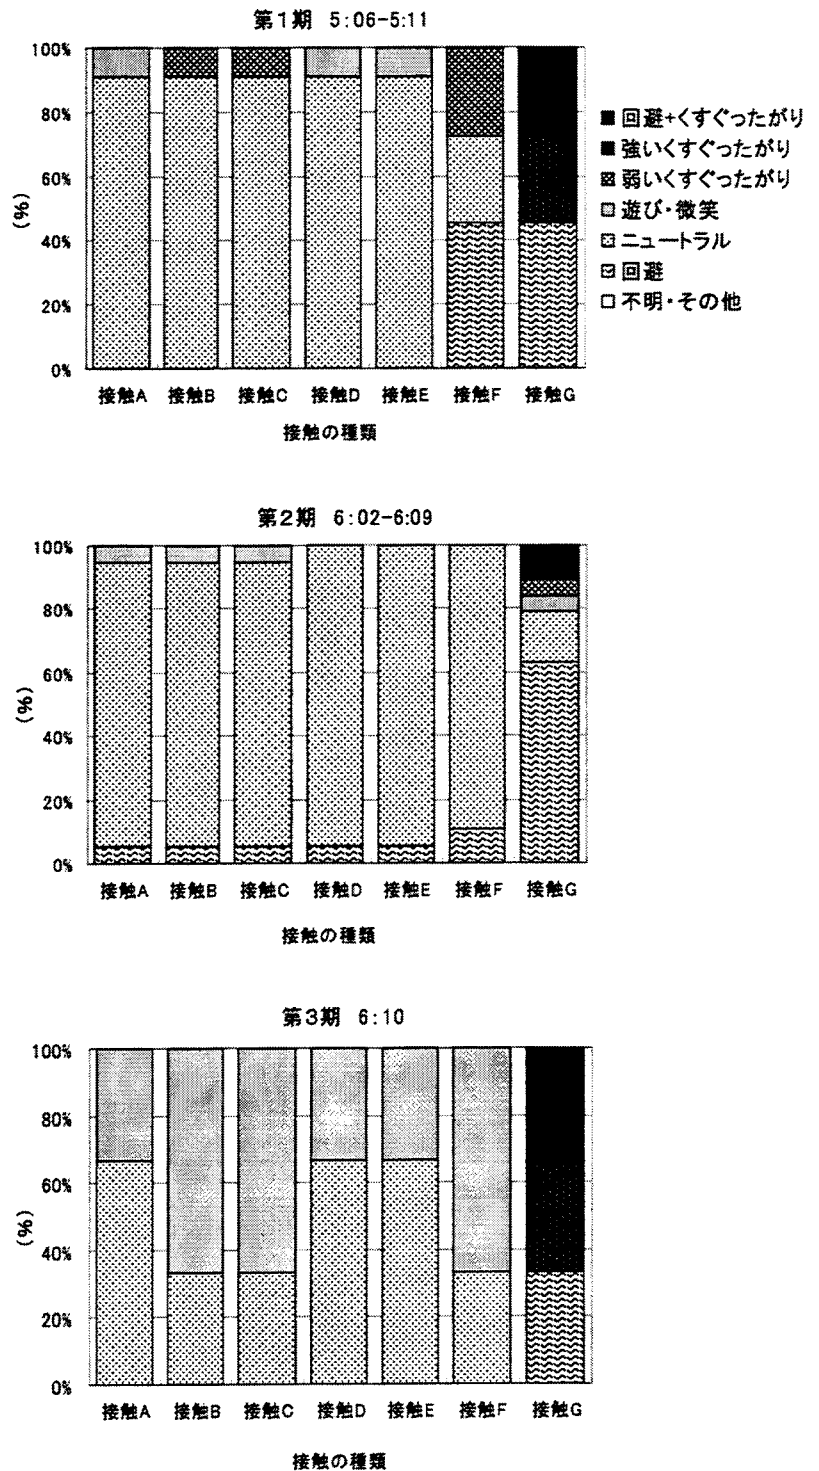 第1期 5:06-5:11
100%
80%
60%
40%
20%
0%
(%)
接触A 接触B 接触C 接触D 接触E 接触F 接触G
接触の種類
■回避+くすぐったがり
■強いくすぐったがり
弱いくすぐったがり
遊び・微笑
ニュートラル
回避
□不明・その他
第2期 6:02-6:09
100%
80%
60%
40%
20%
0%
(%)
接触A 接触B 接触C 接触D 接触E 接触F 接触G
接触の種類
第3期 6:10
100%
80%
60%
40%
20%
0%
(%)
接触A 接触B 接触C 接触D 接触E 接触F 接触G
接触の種類